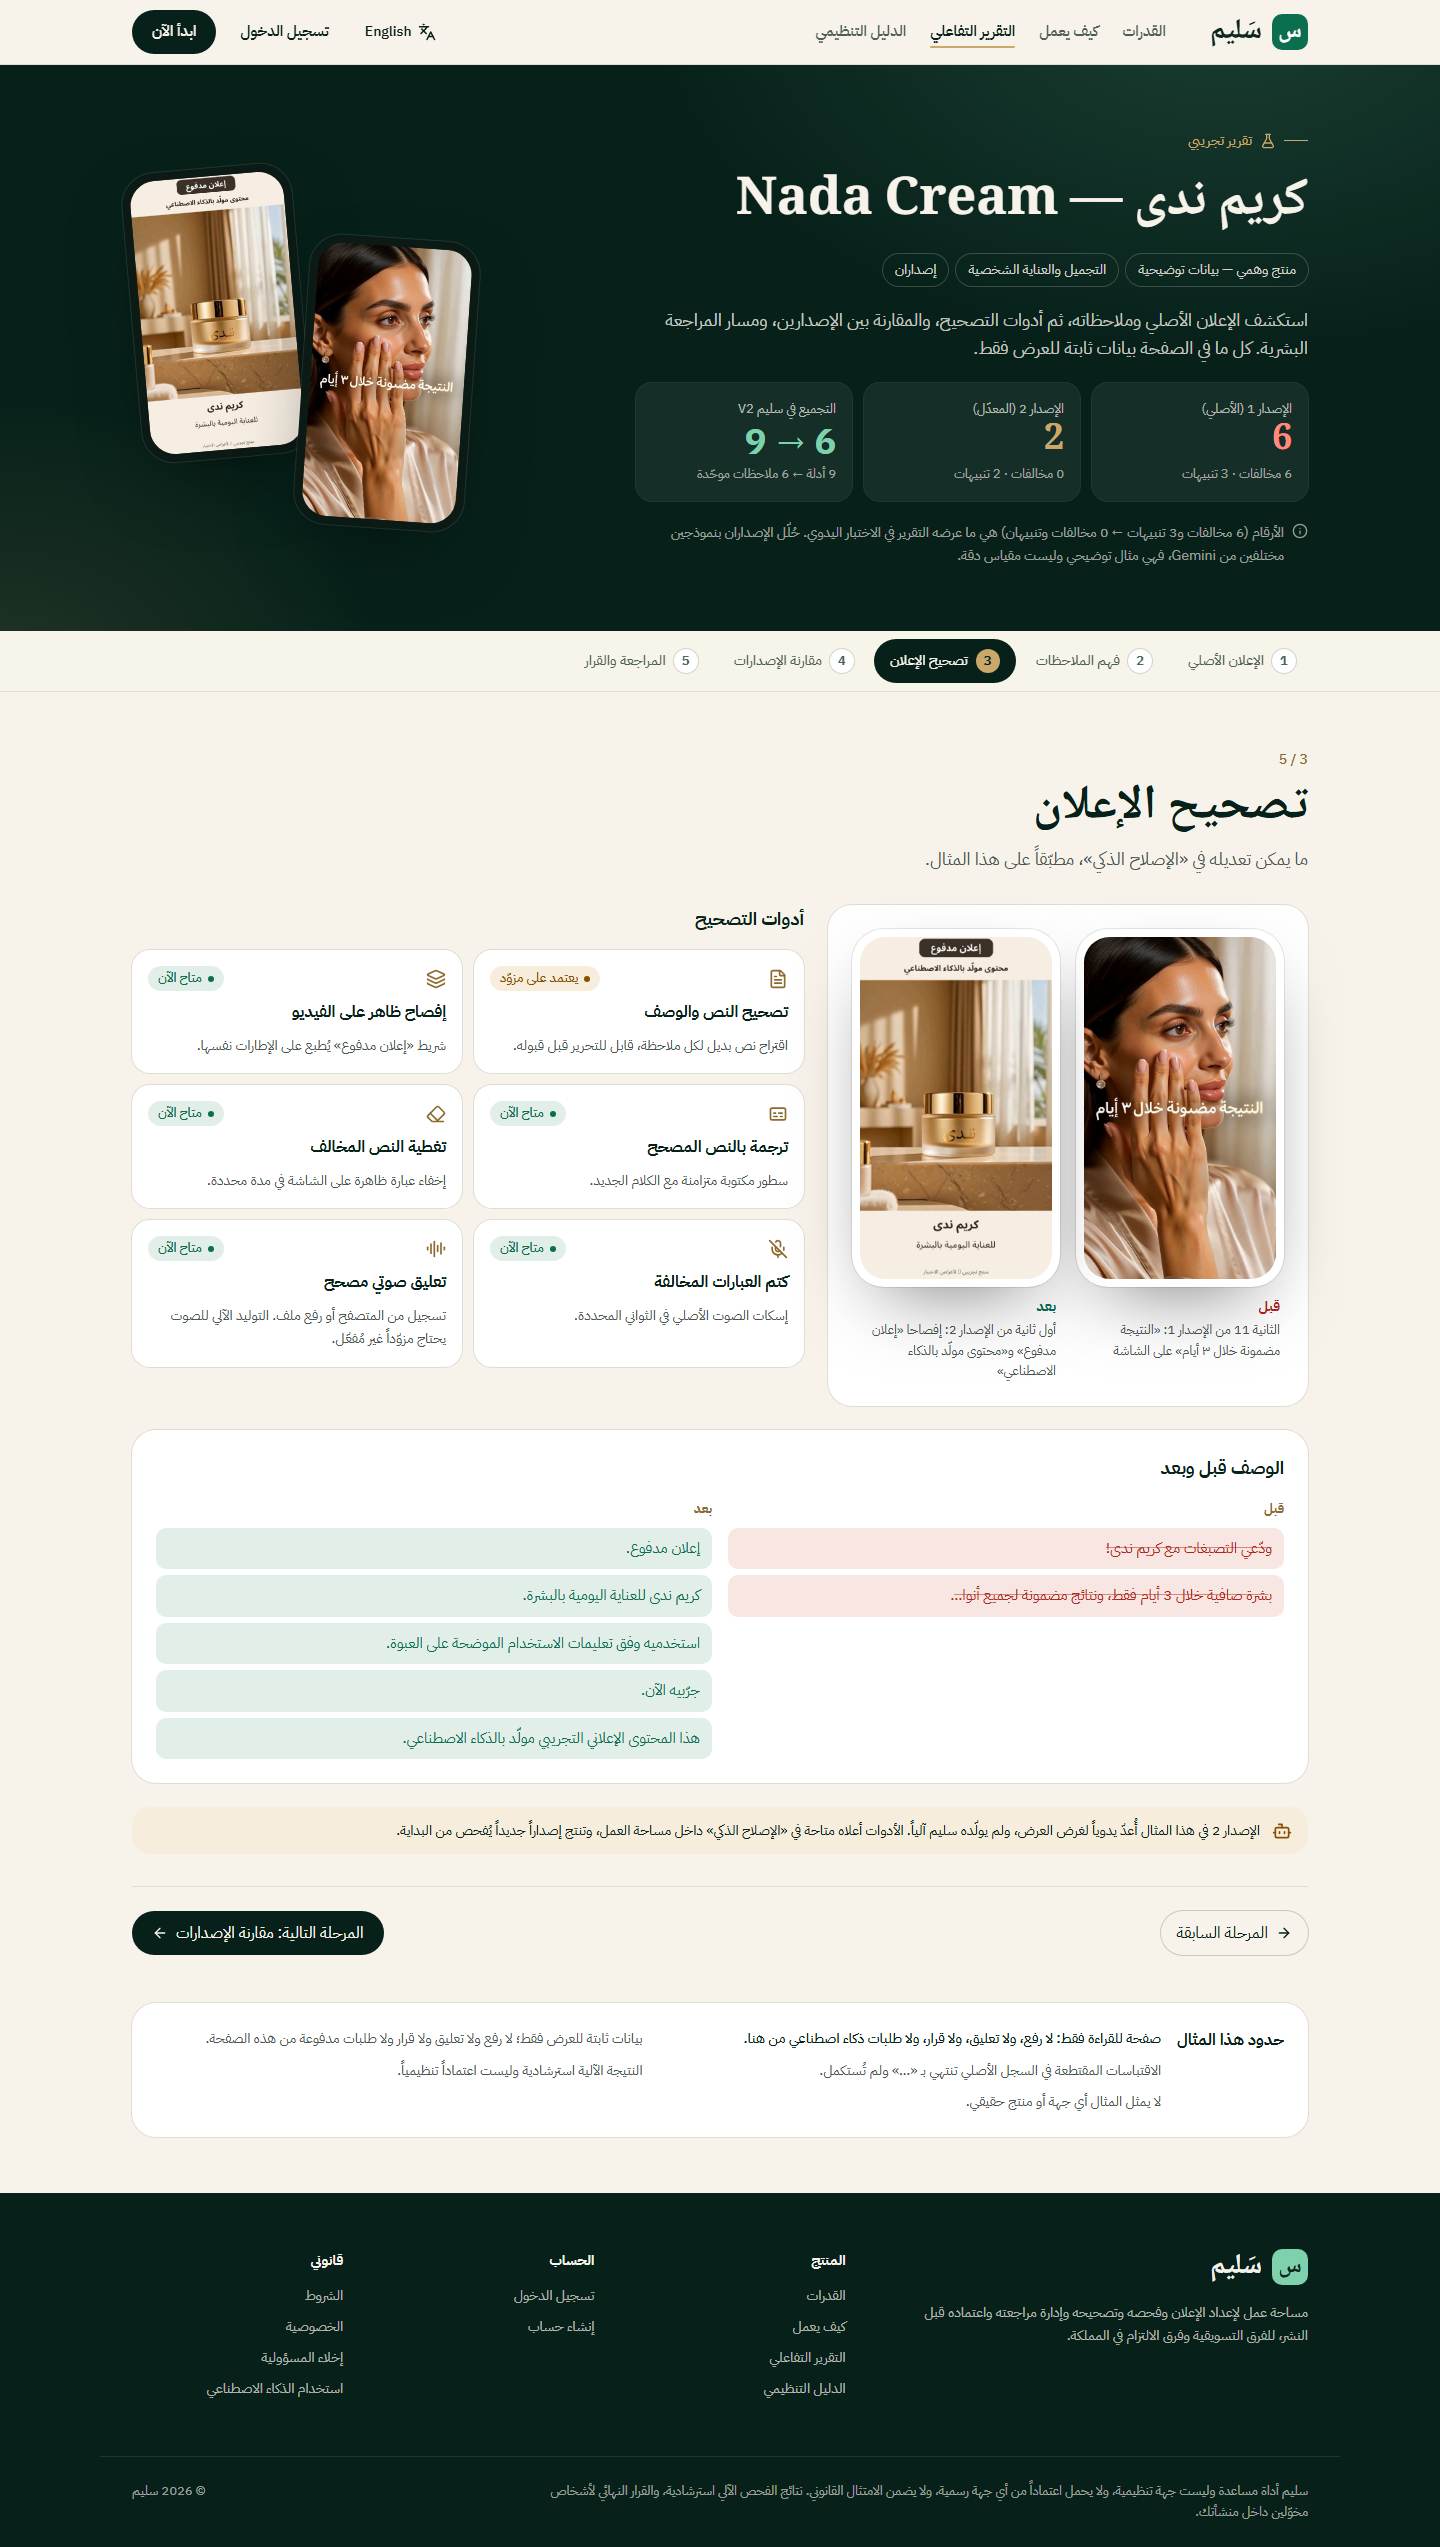 س سَليم
القدرات
كيف يعمل
التقرير التفاعلي
الدليل التنظيمي
English
تسجيل الدخول
ابدأ الآن
تقرير تجريبي
كريم ندى — Nada Cream
منتج وهمي — بيانات توضيحية
التجميل والعناية الشخصية
إصداران
استكشف الإعلان الأصلي وملاحظاته، ثم أدوات التصحيح، والمقارنة بين الإصدارين، ومسار المراجعة
البشرية. كل ما في الصفحة بيانات ثابتة للعرض فقط.
الإصدار 1 (الأصلي)
6
6 مخالفات · 3 تنبيهات
الإصدار 2 (المعدّل)
2
0 مخالفات · 2 تنبيهات
التجميع في سليم V2
9 → 6
9 أدلة ← 6 ملاحظات موحّدة
الأرقام (6 مخالفات و3 تنبيهات ← 0 مخالفات وتنبيهان) هي ما عرضه التقرير في الاختبار اليدوي. حُلّل الإصداران بنموذجين
مختلفين من Gemini، فهي مثال توضيحي وليست مقياس دقة.
النتيجة مضمونة خلال ٣ أيام
إعلان مدفوع
محتوى مولّد بالذكاء الاصطناعي
ندى
كريم ندى
للعناية اليومية بالبشرة
1 الإعلان الأصلي
2 فهم الملاحظات
3 تصحيح الإعلان
4 مقارنة الإصدارات
5 المراجعة والقرار
3 / 5
تصحيح الإعلان
ما يمكن تعديله في «الإصلاح الذكي»، مطبّقاً على هذا المثال.
النتيجة مضمونة خلال ٣ أيام
قبل
الثانية 11 من الإصدار 1: «النتيجة
مضمونة خلال ٣ أيام» على الشاشة
إعلان مدفوع
محتوى مولّد بالذكاء الاصطناعي
ندى
كريم ندى
للعناية اليومية بالبشرة
بعد
أول ثانية من الإصدار 2: إفصاحا «إعلان
مدفوع» و«محتوى مولّد بالذكاء
الاصطناعي»
أدوات التصحيح
يعتمد على مزوّد
تصحيح النص والوصف
اقتراح نص بديل لكل ملاحظة، قابل للتحرير قبل قبوله.
متاح الآن
إفصاح ظاهر على الفيديو
شريط «إعلان مدفوع» يُطبع على الإطارات نفسها.
متاح الآن
ترجمة بالنص المصحح
سطور مكتوبة متزامنة مع الكلام الجديد.
متاح الآن
تغطية النص المخالف
إخفاء عبارة ظاهرة على الشاشة في مدة محددة.
متاح الآن
كتم العبارات المخالفة
إسكات الصوت الأصلي في الثواني المحددة.
متاح الآن
تعليق صوتي مصحح
تسجيل من المتصفح أو رفع ملف. التوليد الآلي للصوت
يحتاج مزوّداً غير مُفعّل.
الوصف قبل وبعد
قبل
ودّعي التصبغات مع كريم ندى!
بشرة صافية خلال 3 أيام فقط، ونتائج مضمونة لجميع أنوا…
بعد
إعلان مدفوع.
كريم ندى للعناية اليومية بالبشرة.
استخدميه وفق تعليمات الاستخدام الموضحة على العبوة.
جرّبيه الآن.
هذا المحتوى الإعلاني التجريبي مولّد بالذكاء الاصطناعي.
الإصدار 2 في هذا المثال أُعدّ يدوياً لغرض العرض، ولم يولّده سليم آلياً. الأدوات أعلاه متاحة في «الإصلاح الذكي» داخل مساحة العمل، وتنتج إصداراً جديداً يُفحص من البداية.
المرحلة السابقة
المرحلة التالية: مقارنة الإصدارات
حدود هذا المثال
صفحة للقراءة فقط: لا رفع، ولا تعليق، ولا قرار، ولا طلبات ذكاء اصطناعي من هنا.
بيانات ثابتة للعرض فقط؛ لا رفع ولا تعليق ولا قرار ولا طلبات مدفوعة من هذه الصفحة.
الاقتباسات المقتطعة في السجل الأصلي تنتهي بـ «…» ولم تُستكمل.
النتيجة الآلية استرشادية وليست اعتماداً تنظيمياً.
لا يمثل المثال أي جهة أو منتج حقيقي.
س سَليم
مساحة عمل لإعداد الإعلان وفحصه وتصحيحه وإدارة مراجعته واعتماده قبل
النشر، للفرق التسويقية وفرق الالتزام في المملكة.
المنتج
القدرات
كيف يعمل
التقرير التفاعلي
الدليل التنظيمي
الحساب
تسجيل الدخول
إنشاء حساب
قانوني
الشروط
الخصوصية
إخلاء المسؤولية
استخدام الذكاء الاصطناعي
سليم أداة مساعدة وليست جهة تنظيمية، ولا يحمل اعتماداً من أي جهة رسمية، ولا يضمن الامتثال القانوني. نتائج الفحص الآلي استرشادية، والقرار النهائي لأشخاص
مخوّلين داخل منشأتك.
© 2026 سليم